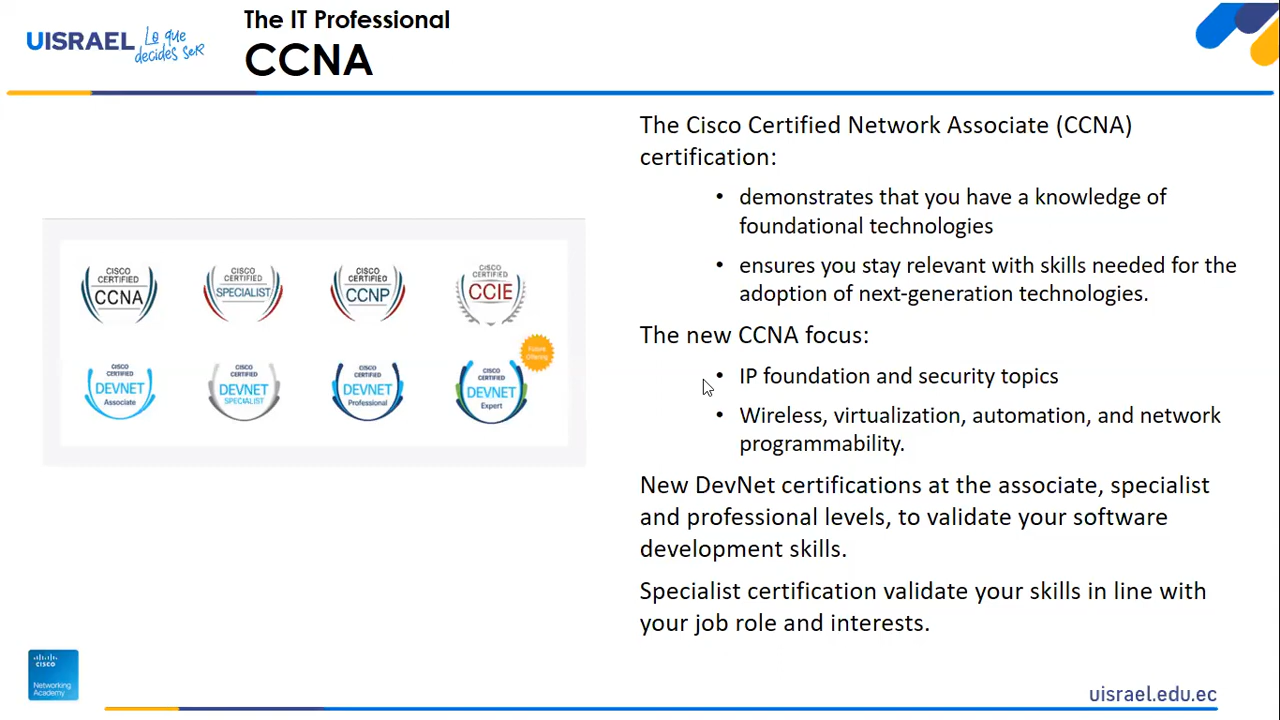 The IT Professional
UISRAEL Lo que
decides seR
CCNA
The Cisco Certified Network Associate (CCNA)
certification:
• demonstrates that you have a knowledge of
foundational technologies
• ensures you stay relevant with skills needed for the
adoption of next-generation technologies.
The new CCNA focus:
• IP foundation and security topics
• Wireless, virtualization, automation, and network
programmability.
New DevNet certifications at the associate, specialist
and professional levels, to validate your software
development skills.
Specialist certification validate your skills in line with
your job role and interests.
CISCO
CERTIFIED
CCNA
CISCO
CERTIFIED
SPECIALIST
CISCO
CERTIFIED
CCNP
CISCO
CERTIFIED
CCIE
Future
Offering
CISCO
CERTIFIED
DEVNET
Associate
CISCO
CERTIFIED
DEVNET
SPECIALIST
CISCO
CERTIFIED
DEVNET
Professional
CISCO
CERTIFIED
DEVNET
Expert
CISCO
Networking
Academy
uisrael.edu.ec